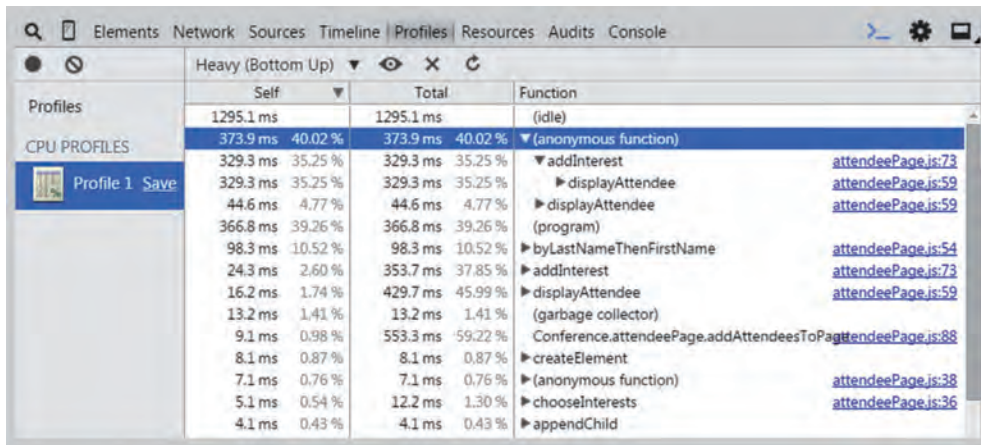 Elements Network Sources Timeline Profiles Resources Audits Console
Heavy (Bottom Up)
Profiles
CPU PROFILES
Profile 1 Save
Self Total Function
1295.1 ms 1295.1 ms (idle)
373.9 ms 40.02 % 373.9 ms 40.02 % (anonymous function)
329.3 ms 35.25 % 329.3 ms 35.25 % addInterest attendeePage.js:73
329.3 ms 35.25 % 329.3 ms 35.25 % displayAttendee attendeePage.js:59
44.6 ms 4.77 % 44.6 ms 4.77 % displayAttendee attendeePage.js:59
366.8 ms 39.26 % 366.8 ms 39.26 % (program)
98.3 ms 10.52 % 98.3 ms 10.52 % byLastNameThenFirstName attendeePage.js:54
24.3 ms 2.60 % 353.7 ms 37.85 % addInterest attendeePage.js:73
16.2 ms 1.74 % 429.7 ms 45.99 % displayAttendee attendeePage.js:59
13.2 ms 1.41 % 13.2 ms 1.41 % (garbage collector)
9.1 ms 0.98 % 553.3 ms 59.22 % Conference.attendeePage.addAttendeesToPage attendeePage.js:88
8.1 ms 0.87 % 8.1 ms 0.87 % createElement
7.1 ms 0.76 % 7.1 ms 0.76 % (anonymous function) attendeePage.js:38
5.1 ms 0.54 % 12.2 ms 1.30 % chooseInterests attendeePage.js:36
4.1 ms 0.43 % 4.1 ms 0.43 % appendChild